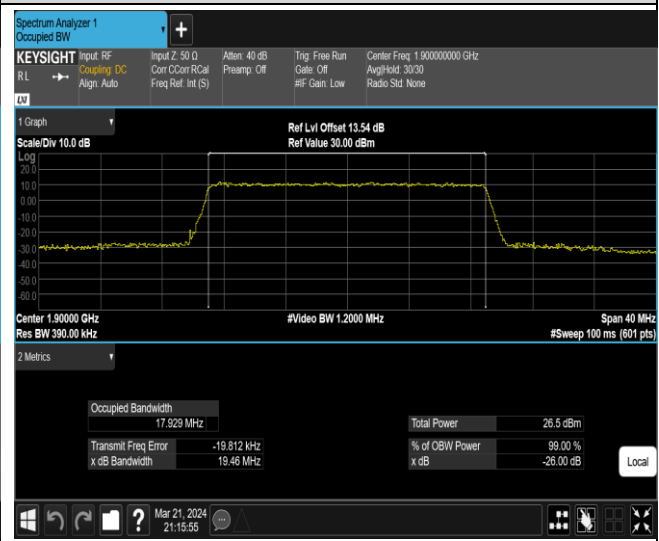 Spectrum Analyzer 1
Occupied BW
+
KEYSIGHT Input: RF Input Z: 50 Ω Atten: 40 dB Trig: Free Run Center Freq: 1.900000000 GHz
RL Coupling: DC Corr CCorr RCal Preamp: Off Gate: Off Avg|Hold: 30/30
Align: Auto Freq Ref: Int (S) #IF Gain: Low Radio Std: None
LXI
1 Graph
Ref Lvl Offset 13.54 dB
Scale/Div 10.0 dB Ref Value 30.00 dBm
Log
20.0
10.0
0.00
-10.0
-20.0
-30.0
-40.0
-50.0
-60.0
Center 1.90000 GHz #Video BW 1.2000 MHz Span 40 MHz
Res BW 390.00 kHz #Sweep 100 ms (601 pts)
2 Metrics
Occupied Bandwidth
17.929 MHz Total Power 26.5 dBm
Transmit Freq Error -19.812 kHz % of OBW Power 99.00 %
x dB Bandwidth 19.46 MHz x dB -26.00 dB
Local
? Mar 21, 2024
21:15:55